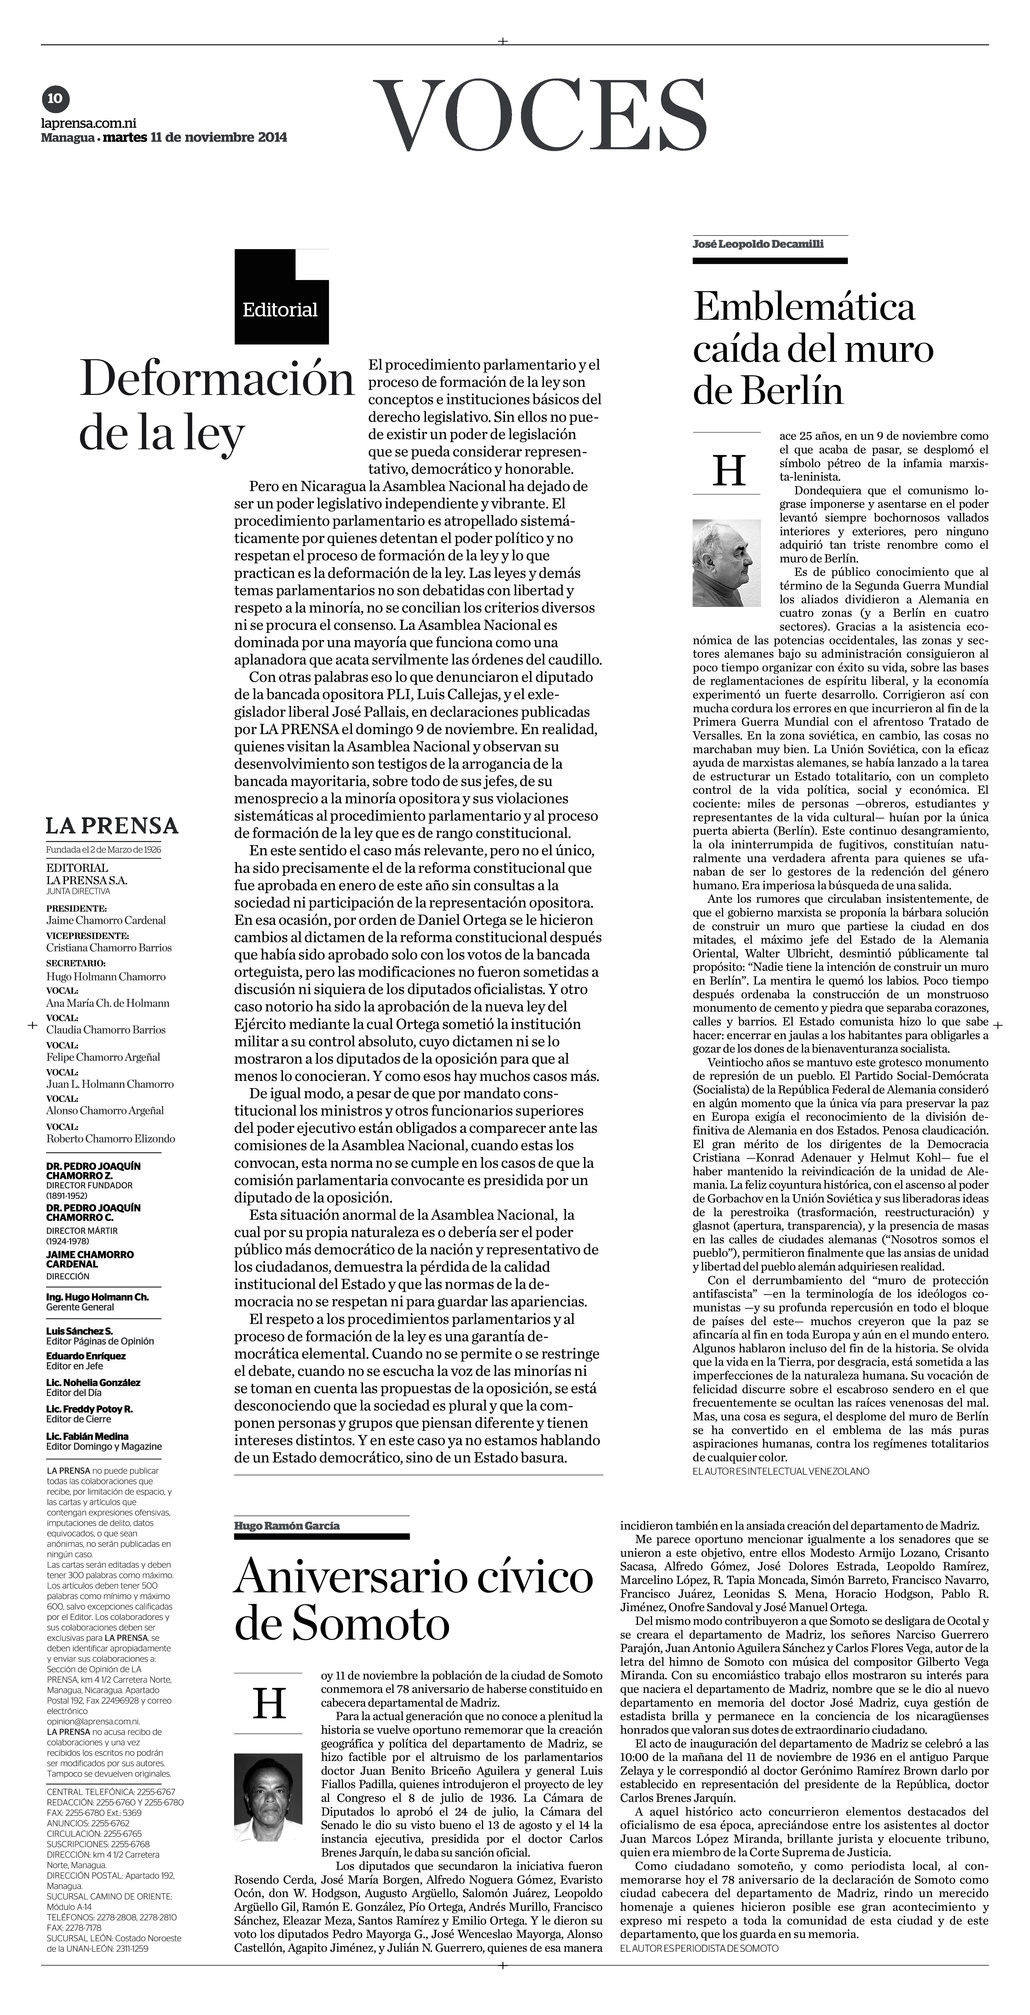 10
laprensa.com.ni
Managua • martes 11 de noviembre 2014
VOCES
Editorial
Deformación
de la ley
El procedimiento parlamentario y el
proceso de formación de la ley son
conceptos e instituciones básicos del
derecho legislativo. Sin ellos no pue-
de existir un poder de legislación
que se pueda considerar represen-
tativo, democrático y honorable.
Pero en Nicaragua la Asamblea Nacional ha dejado de
ser un poder legislativo independiente y vibrante. El
procedimiento parlamentario es atropellado sistemá-
ticamente por quienes detentan el poder político y no
respetan el proceso de formación de la ley y lo que
practican es la deformación de la ley. Las leyes y demás
temas parlamentarios no son debatidas con libertad y
respeto a la minoría, no se concilian los criterios diversos
ni se procura el consenso. La Asamblea Nacional es
dominada por una mayoría que funciona como una
aplanadora que acata servilmente las órdenes del caudillo.
Con otras palabras eso lo que denunciaron el diputado
de la bancada opositora PLI, Luis Callejas, y el exle-
gislador liberal José Pallais, en declaraciones publicadas
por LA PRENSA el domingo 9 de noviembre. En realidad,
quienes visitan la Asamblea Nacional y observan su
desenvolvimiento son testigos de la arrogancia de la
bancada mayoritaria, sobre todo de sus jefes, de su
menosprecio a la minoría opositora y sus violaciones
sistemáticas al procedimiento parlamentario y al proceso
de formación de la ley que es de rango constitucional.
En este sentido el caso más relevante, pero no el único,
ha sido precisamente el de la reforma constitucional que
fue aprobada en enero de este año sin consultas a la
sociedad ni participación de la representación opositora.
En esa ocasión, por orden de Daniel Ortega se le hicieron
cambios al dictamen de la reforma constitucional después
que había sido aprobado solo con los votos de la bancada
orteguista, pero las modificaciones no fueron sometidas a
discusión ni siquiera de los diputados oficialistas. Y otro
caso notorio ha sido la aprobación de la nueva ley del
Ejército mediante la cual Ortega sometió la institución
militar a su control absoluto, cuyo dictamen ni se lo
mostraron a los diputados de la oposición para que al
menos lo conocieran. Y como esos hay muchos casos más.
De igual modo, a pesar de que por mandato cons-
titucional los ministros y otros funcionarios superiores
del poder ejecutivo están obligados a comparecer ante las
comisiones de la Asamblea Nacional, cuando estas los
convocan, esta norma no se cumple en los casos de que la
comisión parlamentaria convocante es presidida por un
diputado de la oposición.
Esta situación anormal de la Asamblea Nacional, la
cual por su propia naturaleza es o debería ser el poder
público más democrático de la nación y representativo de
los ciudadanos, demuestra la pérdida de la calidad
institucional del Estado y que las normas de la de-
mocracia no se respetan ni para guardar las apariencias.
El respeto a los procedimientos parlamentarios y al
proceso de formación de la ley es una garantía de-
mocrática elemental. Cuando no se permite o se restringe
el debate, cuando no se escucha la voz de las minorías ni
se toman en cuenta las propuestas de la oposición, se está
desconociendo que la sociedad es plural y que la com-
ponen personas y grupos que piensan diferente y tienen
intereses distintos. Y en este caso ya no estamos hablando
de un Estado democrático, sino de un Estado basura.
José Leopoldo Decamilli
Emblemática
caída del muro
de Berlín
H
ace 25 años, en un 9 de noviembre como
el que acaba de pasar, se desplomó el
símbolo pétreo de la infamia marxis-
ta-leninista.
Dondequiera que el comunismo lo-
grase imponerse y asentarse en el poder
levantó siempre bochornosos vallados
interiores y exteriores, pero ninguno
adquirió tan triste renombre como el
muro de Berlín.
Es de público conocimiento que al
término de la Segunda Guerra Mundial
los aliados dividieron a Alemania en
cuatro zonas (y a Berlín en cuatro
sectores). Gracias a la asistencia eco-
nómica de las potencias occidentales, las zonas y sec-
tores alemanes bajo su administración consiguieron al
poco tiempo organizar con éxito su vida, sobre las bases
de reglamentaciones de espíritu liberal, y la economía
experimentó un fuerte desarrollo. Corrigieron así con
mucha cordura los errores en que incurrieron al fin de la
Primera Guerra Mundial con el afrentoso Tratado de
Versalles. En la zona soviética, en cambio, las cosas no
marchaban muy bien. La Unión Soviética, con la eficaz
ayuda de marxistas alemanes, se había lanzado a la tarea
de estructurar un Estado totalitario, con un completo
control de la vida política, social y económica. El
cociente: miles de personas —obreros, estudiantes y
representantes de la vida cultural— huían por la única
puerta abierta (Berlín). Este continuo desangramiento,
la ola ininterrumpida de fugitivos, constituían natu-
ralmente una verdadera afrenta para quienes se ufa-
naban de ser lo gestores de la redención del género
humano. Era imperiosa la búsqueda de una salida.
Ante los rumores que circulaban insistentemente, de
que el gobierno marxista se proponía la bárbara solución
de construir un muro que partiese la ciudad en dos
mitades, el máximo jefe del Estado de la Alemania
Oriental, Walter Ulbricht, desmintió públicamente tal
propósito: “Nadie tiene la intención de construir un muro
en Berlín”. La mentira le quemó los labios. Poco tiempo
después ordenaba la construcción de un monstruoso
monumento de cemento y piedra que separaba corazones,
calles y barrios. El Estado comunista hizo lo que sabe
hacer: encerrar en jaulas a los habitantes para obligarles a
gozar de los dones de la bienaventuranza socialista.
Veintiocho años se mantuvo este grotesco monumento
de represión de un pueblo. El Partido Social-Demócrata
(Socialista) de la República Federal de Alemania consideró
en algún momento que la única vía para preservar la paz
en Europa exigía el reconocimiento de la división de-
finitiva de Alemania en dos Estados. Penosa claudicación.
El gran mérito de los dirigentes de la Democracia
Cristiana —Konrad Adenauer y Helmut Kohl— fue el
haber mantenido la reivindicación de la unidad de Ale-
mania. La feliz coyuntura histórica, con el ascenso al poder
de Gorbachov en la Unión Soviética y sus liberadoras ideas
de la perestroika (trasformación, reestructuración) y
glasnot (apertura, transparencia), y la presencia de masas
en las calles de ciudades alemanas (“Nosotros somos el
pueblo”), permitieron finalmente que las ansias de unidad
y libertad del pueblo alemán adquiriesen realidad.
Con el derrumbamiento del “muro de protección
antifascista” —en la terminología de los ideólogos co-
munistas —y su profunda repercusión en todo el bloque
de países del este— muchos creyeron que la paz se
afincaría al fin en toda Europa y aún en el mundo entero.
Algunos hablaron incluso del fin de la historia. Se olvida
que la vida en la Tierra, por desgracia, está sometida a las
imperfecciones de la naturaleza humana. Su vocación de
felicidad discurre sobre el escabroso sendero en el que
frecuentemente se ocultan las raíces venenosas del mal.
Mas, una cosa es segura, el desplome del muro de Berlín
se ha convertido en el emblema de las más puras
aspiraciones humanas, contra los regímenes totalitarios
de cualquier color.
EL AUTOR ES INTELECTUAL VENEZOLANO
LA PRENSA
Fundada el 2 de Marzo de 1926
EDITORIAL
LA PRENSA S.A.
JUNTA DIRECTIVA
PRESIDENTE:
Jaime Chamorro Cardenal
VICEPRESIDENTE:
Cristiana Chamorro Barrios
SECRETARIO:
Hugo Holmann Chamorro
VOCAL:
Ana María Ch. de Holmann
VOCAL:
Claudia Chamorro Barrios
VOCAL:
Felipe Chamorro Argeñal
VOCAL:
Juan L. Holmann Chamorro
VOCAL:
Alonso Chamorro Argeñal
VOCAL:
Roberto Chamorro Elizondo
DR. PEDRO JOAQUÍN
CHAMORRO Z.
DIRECTOR FUNDADOR
(1891-1952)
DR. PEDRO JOAQUÍN
CHAMORRO C.
DIRECTOR MÁRTIR
(1924-1978)
JAIME CHAMORRO
CARDENAL
DIRECCIÓN
Ing. Hugo Holmann Ch.
Gerente General
Luis Sánchez S.
Editor Páginas de Opinión
Eduardo Enríquez
Editor en Jefe
Lic. Nohelia González
Editor del Día
Lic. Freddy Potoy R.
Editor de Cierre
Lic. Fabián Medina
Editor Domingo y Magazine
LA PRENSA no puede publicar
todas las colaboraciones que
recibe, por limitación de espacio, y
las cartas y artículos que
contengan expresiones ofensivas,
imputaciones de delito, datos
equivocados, o que sean
anónimas, no serán publicadas en
ningún caso.
Las cartas serán editadas y deben
tener 300 palabras como máximo.
Los artículos deben tener 500
palabras como mínimo y máximo
600, salvo excepciones calificadas
por el Editor. Los colaboradores y
sus colaboraciones deben ser
exclusivas para LA PRENSA, se
deben identificar apropiadamente
y enviar sus colaboraciones a:
Sección de Opinión de LA
PRENSA, km 4 1/2 Carretera Norte,
Managua, Nicaragua. Apartado
Postal 192, Fax 22496928 y correo
electrónico
opinion@laprensa.com.ni.
LA PRENSA no acusa recibo de
colaboraciones y una vez
recibidos los escritos no podrán
ser modificados por sus autores.
Tampoco se devuelven originales.
CENTRAL TELEFÓNICA: 2255-6767
REDACCIÓN: 2255-6760 Y 2255-6780
FAX: 2255-6780 Ext.: 5369
ANUNCIOS: 2255-6762
CIRCULACIÓN: 2255-6765
SUSCRIPCIONES: 2255-6768
DIRECCIÓN: km 4 1/2 Carretera
Norte, Managua.
DIRECCIÓN POSTAL: Apartado 192,
Managua.
SUCURSAL CAMINO DE ORIENTE:
Módulo A-14
TELÉFONOS: 2278-2808, 2278-2810
FAX: 2278-7178
SUCURSAL LEÓN: Costado Noroeste
de la UNAN-LEÓN: 2311-1259
Hugo Ramón García
Aniversario cívico
de Somoto
H
oy 11 de noviembre la población de la ciudad de Somoto
conmemora el 78 aniversario de haberse constituido en
cabecera departamental de Madriz.
Para la actual generación que no conoce a plenitud la
historia se vuelve oportuno rememorar que la creación
geográfica y política del departamento de Madriz, se
hizo factible por el altruismo de los parlamentarios
doctor Juan Benito Briceño Aguilera y general Luis
Fiallos Padilla, quienes introdujeron el proyecto de ley
al Congreso el 8 de julio de 1936. La Cámara de
Diputados lo aprobó el 24 de julio, la Cámara del
Senado le dio su visto bueno el 13 de agosto y el 14 la
instancia ejecutiva, presidida por el doctor Carlos
Brenes Jarquín, le daba su sanción oficial.
Los diputados que secundaron la iniciativa fueron
Rosendo Cerda, José María Borgen, Alfredo Noguera Gómez, Evaristo
Ocón, don W. Hodgson, Augusto Argüello, Salomón Juárez, Leopoldo
Argüello Gil, Ramón E. González, Pío Ortega, Andrés Murillo, Francisco
Sánchez, Eleazar Meza, Santos Ramírez y Emilio Ortega. Y le dieron su
voto los diputados Pedro Mayorga G., José Wenceslao Mayorga, Alonso
Castellón, Agapito Jiménez, y Julián N. Guerrero, quienes de esa manera
incidieron también en la ansiada creación del departamento de Madriz.
Me parece oportuno mencionar igualmente a los senadores que se
unieron a este objetivo, entre ellos Modesto Armijo Lozano, Crisanto
Sacasa, Alfredo Gómez, José Dolores Estrada, Leopoldo Ramírez,
Marcelino López, R. Tapia Moncada, Simón Barreto, Francisco Navarro,
Francisco Juárez, Leonidas S. Mena, Horacio Hodgson, Pablo R.
Jiménez, Onofre Sandoval y José Manuel Ortega.
Del mismo modo contribuyeron a que Somoto se desligara de Ocotal y
se creara el departamento de Madriz, los señores Narciso Guerrero
Parajón, Juan Antonio Aguilera Sánchez y Carlos Flores Vega, autor de la
letra del himno de Somoto con música del compositor Gilberto Vega
Miranda. Con su encomiástico trabajo ellos mostraron su interés para
que naciera el departamento de Madriz, nombre que se le dio al nuevo
departamento en memoria del doctor José Madriz, cuya gestión de
estadista brilla y permanece en la conciencia de los nicaragüenses
honrados que valoran sus dotes de extraordinario ciudadano.
El acto de inauguración del departamento de Madriz se celebró a las
10:00 de la mañana del 11 de noviembre de 1936 en el antiguo Parque
Zelaya y le correspondió al doctor Gerónimo Ramírez Brown darlo por
establecido en representación del presidente de la República, doctor
Carlos Brenes Jarquín.
A aquel histórico acto concurrieron elementos destacados del
oficialismo de esa época, apreciándose entre los asistentes al doctor
Juan Marcos López Miranda, brillante jurista y elocuente tribuno,
quien era miembro de la Corte Suprema de Justicia.
Como ciudadano somoteño, y como periodista local, al con-
memorarse hoy el 78 aniversario de la declaración de Somoto como
ciudad cabecera del departamento de Madriz, rindo un merecido
homenaje a quienes hicieron posible ese gran acontecimiento y
expreso mi respeto a toda la comunidad de esta ciudad y de este
departamento, que los guarda en su memoria.
EL AUTOR ES PERIODISTA DE SOMOTO